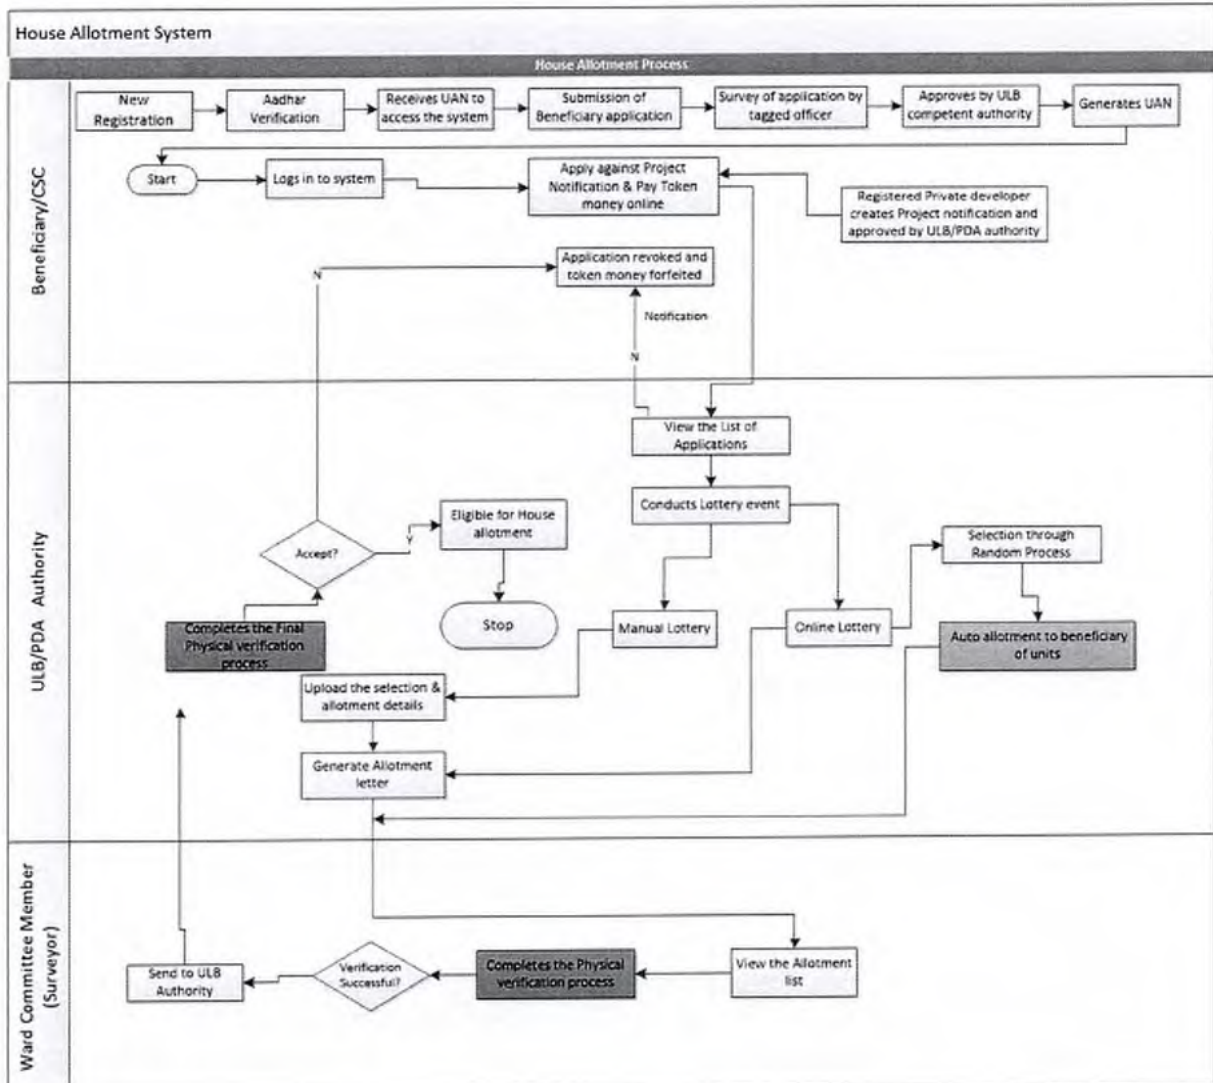 House Allotment System
House Allotment Process
Beneficiary/CSC
New
Registration
Aadhar
Verification
Receives UAN to
access the system
Submission of
Beneficiary application
Survey of application by
tagged officer
Approves by ULB
competent authority
Generates UAN
Start
Logs in to system
Apply against Project
Notification & Pay Token
money online
Registered Private developer
creates Project notification and
approved by ULB/PDA authority
Application revoked and
token money forfeited
N
Notification
N
ULB/PDA Authority
View the List of
Applications
Conducts Lottery event
Eligible for House
allotment
Y
Accept?
Selection through
Random Process
Stop
Manual Lottery
Online Lottery
Auto allotment to beneficiary
of units
Completes the Final
Physical verification
process
Upload the selection &
allotment details
Generate Allotment
letter
Ward Committee Member
(Surveyor)
Send to ULB
Authority
Verification
Successful?
Completes the Physical
verification process
View the Allotment
list